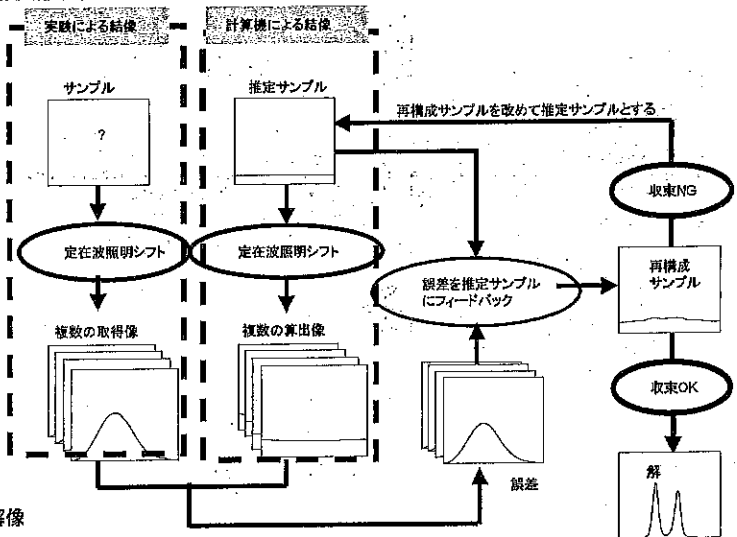 実験による結像
計算機による結像
サンプル
?
推定サンプル
再構成サンプルを改めて推定サンプルとする
収束NG
定在波照明シフト
定在波照明シフト
誤差を推定サンプル
にフィードバック
再構成
サンプル
複数の取得像
複数の算出像
収束OK
誤差
解
解像